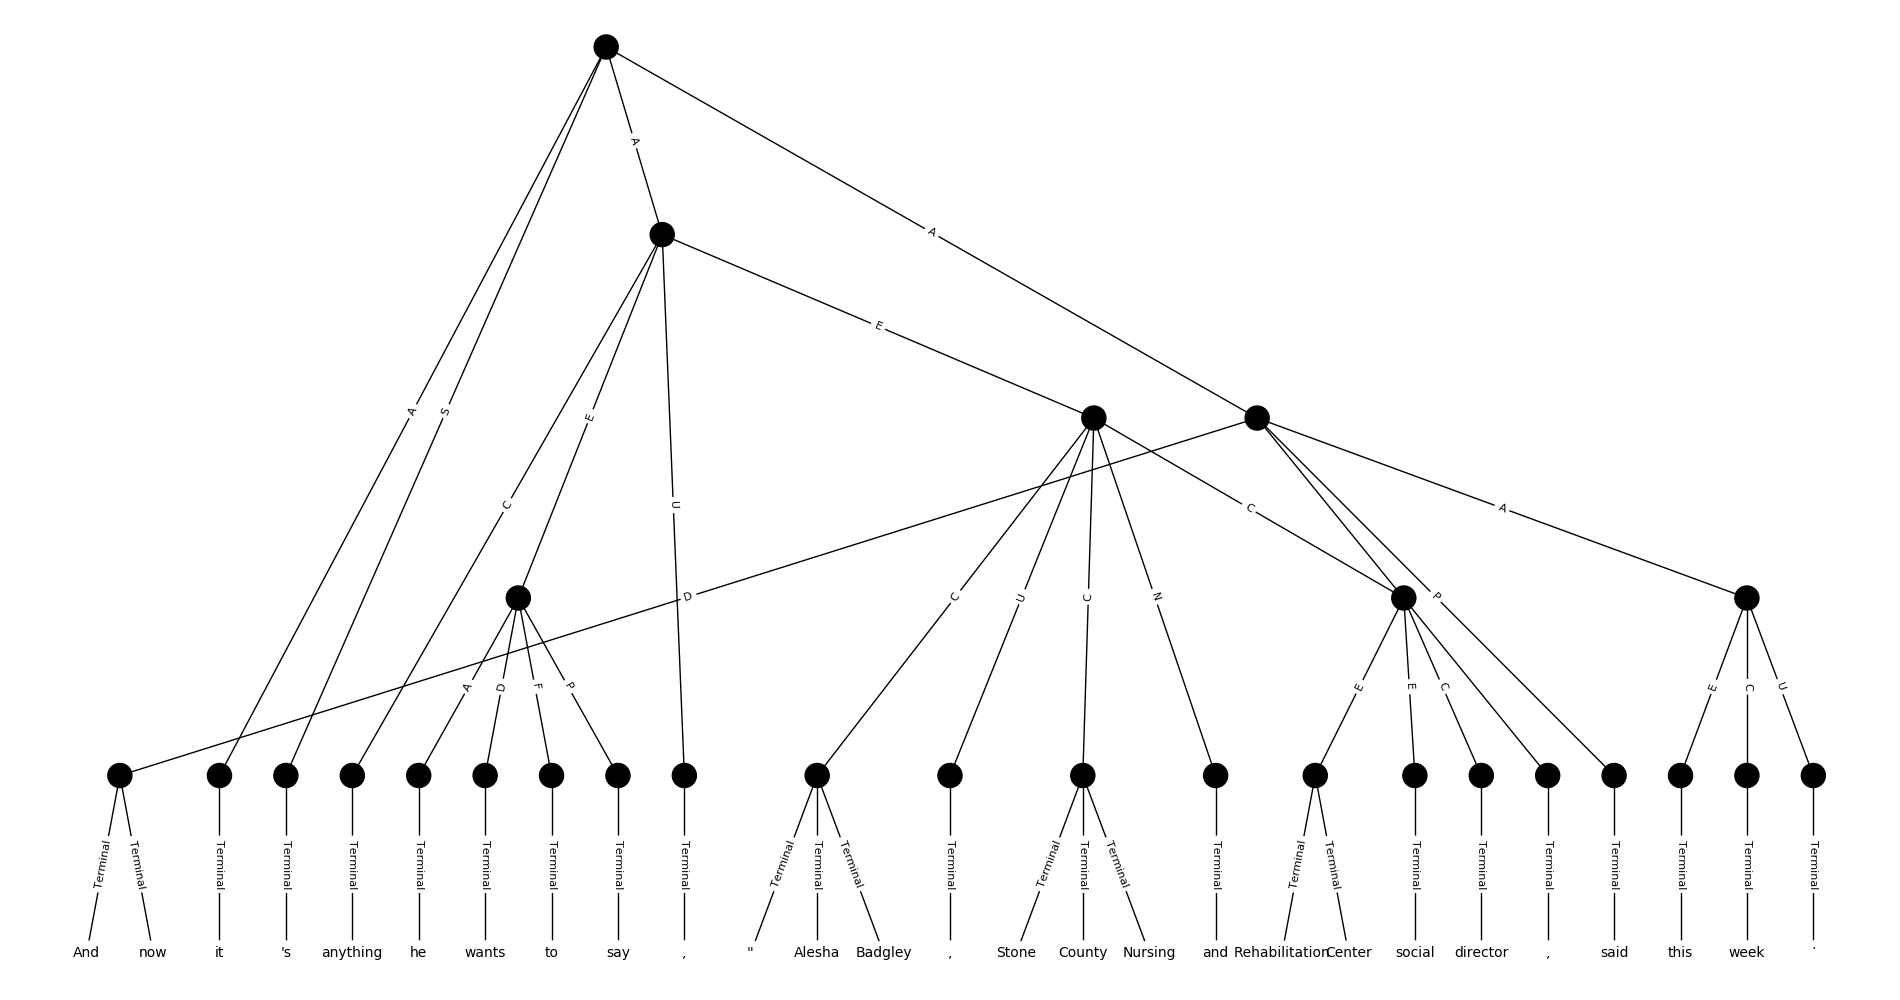 A
A
E
A S
E
C U
C A
D C U C N P
A D F P E E C E C U
Terminal Terminal Terminal Terminal Terminal Terminal Terminal Terminal Terminal Terminal Terminal Terminal Terminal Terminal Terminal Terminal Terminal Terminal Terminal Terminal Terminal Terminal Terminal Terminal Terminal Terminal Terminal
And now it 's anything he wants to say , " Alesha Badgley , Stone County Nursing and Rehabilitation Center social director , said this week .